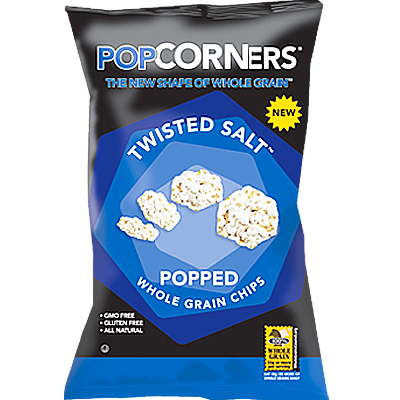 POPCORNERS®
THE NEW SHAPE OF WHOLE GRAIN™
NEW
TWISTED SALT™
POPPED
WHOLE GRAIN CHIPS
• GMO FREE
• GLUTEN FREE
• ALL NATURAL
WHOLE
GRAIN